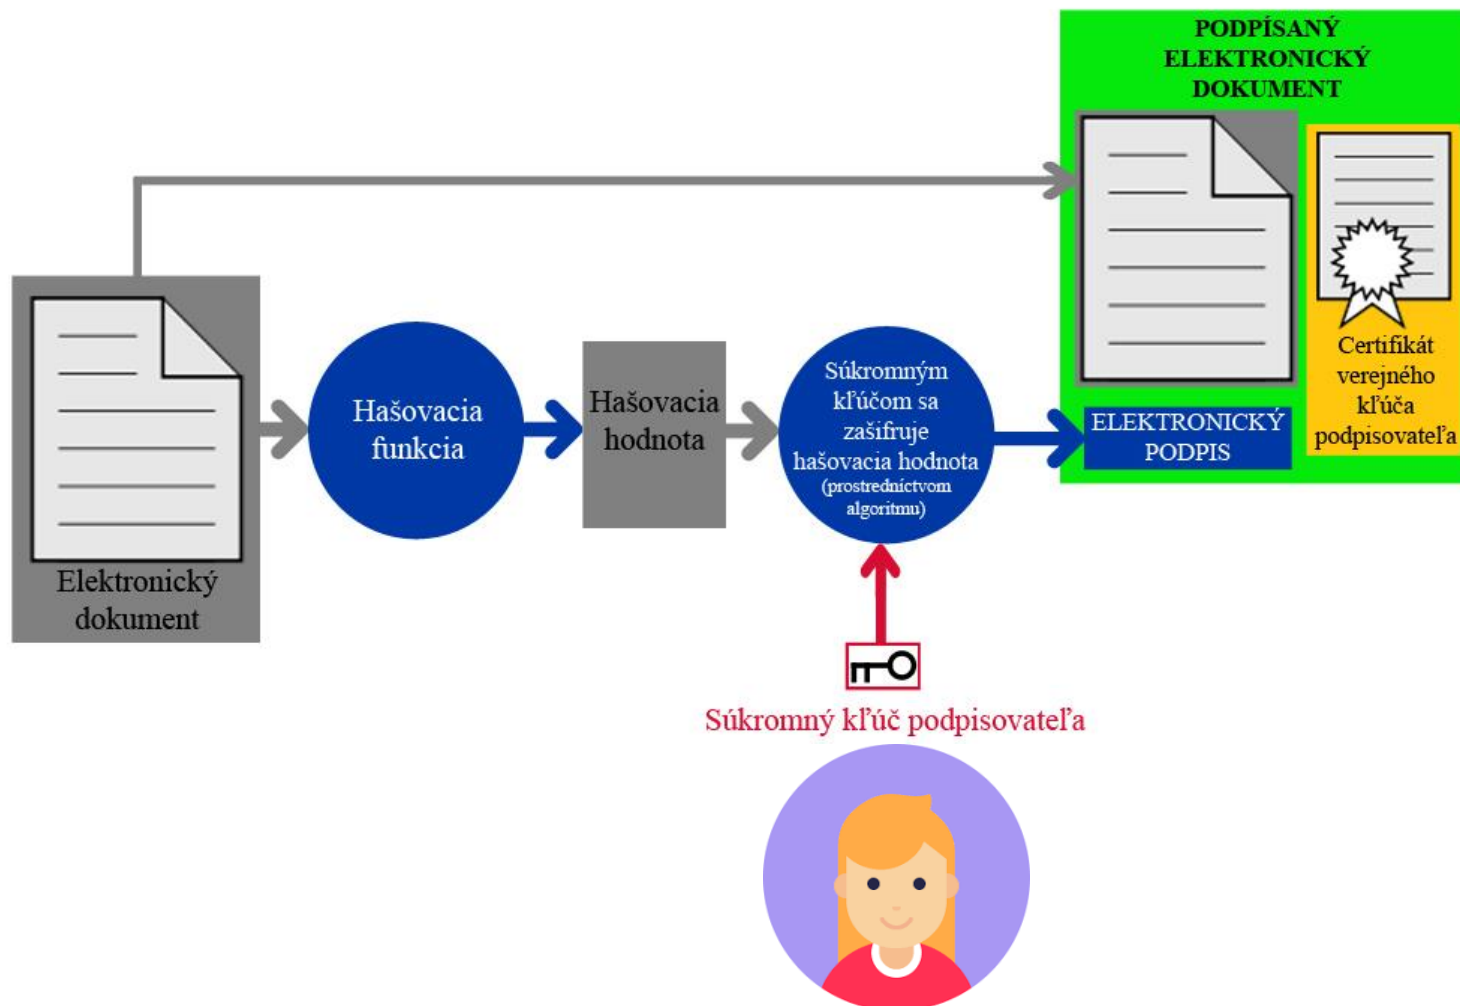 PODPÍSANÝ
ELEKTRONICKÝ
DOKUMENT
Elektronický
dokument
Hašovacia
funkcia
Hašovacia
hodnota
Súkromným
kľúčom sa
zašifruje
hašovacia hodnota
(prostredníctvom
algoritmu)
ELEKTRONICKÝ
PODPIS
Certifikát
verejného
kľúča
podpisovateľa
Súkromný kľúč podpisovateľa